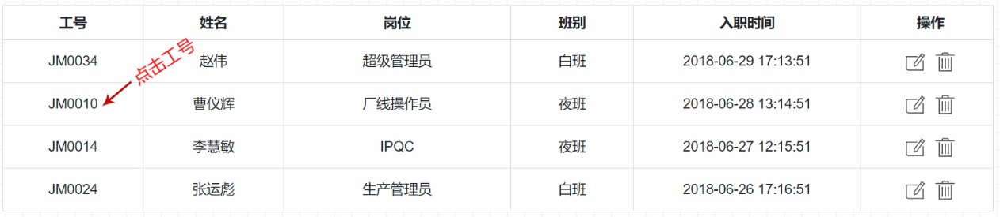 工号 姓名 岗位 班别 入职时间 操作
JM0034 赵伟 超级管理员 白班 2018-06-29 17:13:51
点击工号
JM0010 曹仪辉 厂线操作员 夜班 2018-06-28 13:14:51
JM0014 李慧敏 IPQC 夜班 2018-06-27 12:15:51
JM0024 张运彪 生产管理员 白班 2018-06-26 17:16:51